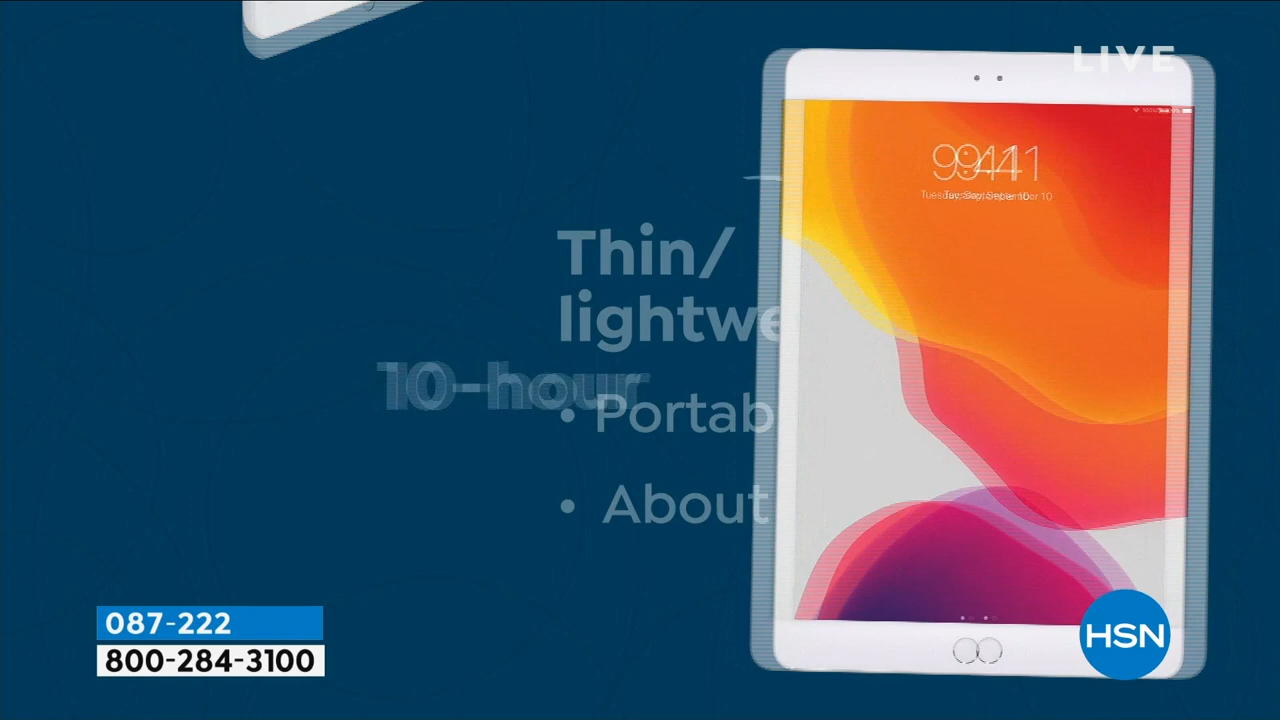 LIVE
Thin/
lightwe
10-hour
• Portab
• About
087-222
800-284-3100
HSN